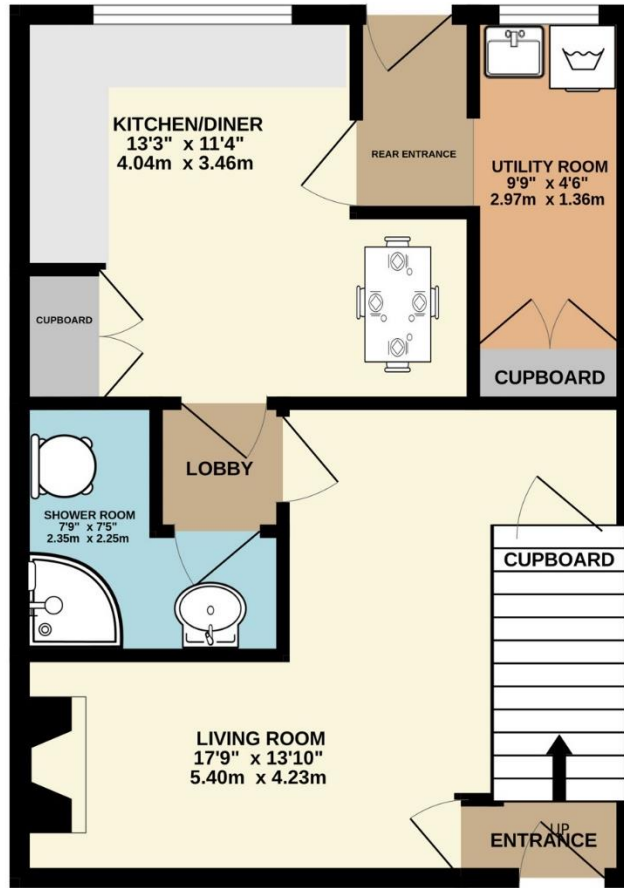 KITCHEN/DINER
13'3" x 11'4"
4.04m x 3.46m
REAR ENTRANCE
UTILITY ROOM
9'9" x 4'6"
2.97m x 1.36m
CUPBOARD
CUPBOARD
LOBBY
SHOWER ROOM
7'9" x 7'5"
2.35m x 2.25m
CUPBOARD
LIVING ROOM
17'9" x 13'10"
5.40m x 4.23m
UP
ENTRANCE